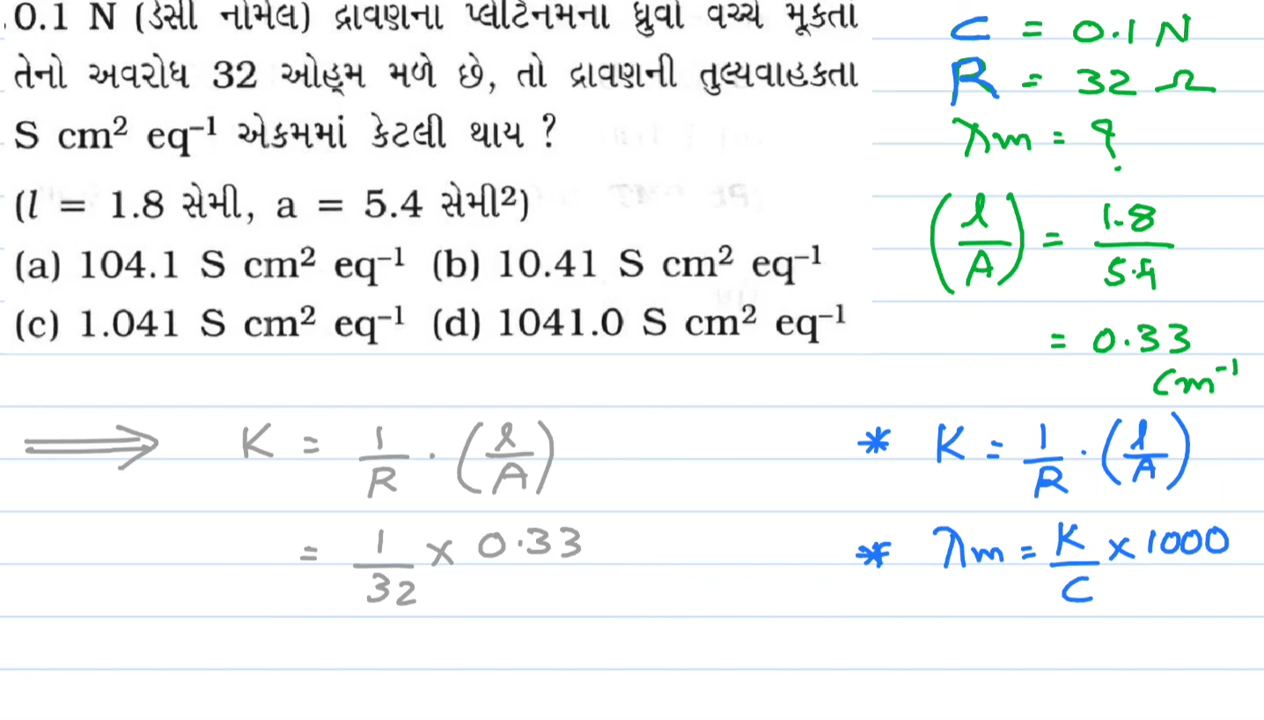 .0.1 N (ડેસી નોર્મલ) દ્રાવણના પ્લેટિનમના ધ્રુવો વચ્ચે મૂકતા
તેનો અવરોધ 32 ઓહ્મ મળે છે, તો દ્રાવણની તુલ્યવાહકતા
S cm² eq⁻¹ એકમમાં કેટલી થાય ?
(l = 1.8 સેમી, a = 5.4 સેમી²)
(a) 104.1 S cm² eq⁻¹ (b) 10.41 S cm² eq⁻¹
(c) 1.041 S cm² eq⁻¹ (d) 1041.0 S cm² eq⁻¹
C = 0.1 N
R = 32 Ω
λm = ?
(l/A) = 1.8/5.4
= 0.33
cm⁻¹
⟹ K = 1/R · (l/A)
= 1/32 × 0.33
* K = 1/R · (l/A)
* λm = K/C × 1000